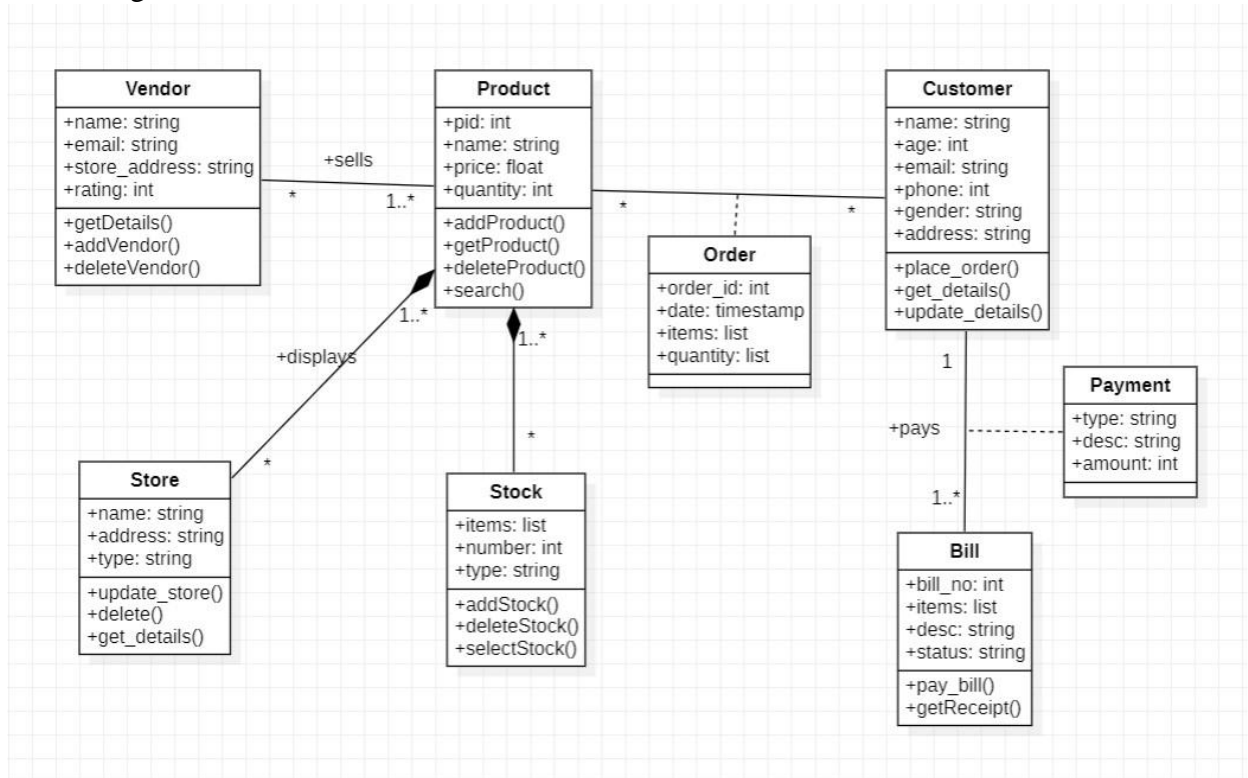 Vendor
+name: string
+email: string
+store_address: string
+rating: int
+getDetails()
+addVendor()
+deleteVendor()
+sells
*
1..*
Product
+pid: int
+name: string
+price: float
+quantity: int
+addProduct()
+getProduct()
+deleteProduct()
+search()
*
*
Order
+order_id: int
+date: timestamp
+items: list
+quantity: list
Customer
+name: string
+age: int
+email: string
+phone: int
+gender: string
+address: string
+place_order()
+get_details()
+update_details()
1..*
+displays
*
1..*
*
Store
+name: string
+address: string
+type: string
+update_store()
+delete()
+get_details()
Stock
+items: list
+number: int
+type: string
+addStock()
+deleteStock()
+selectStock()
1
+pays
1..*
Payment
+type: string
+desc: string
+amount: int
Bill
+bill_no: int
+items: list
+desc: string
+status: string
+pay_bill()
+getReceipt()